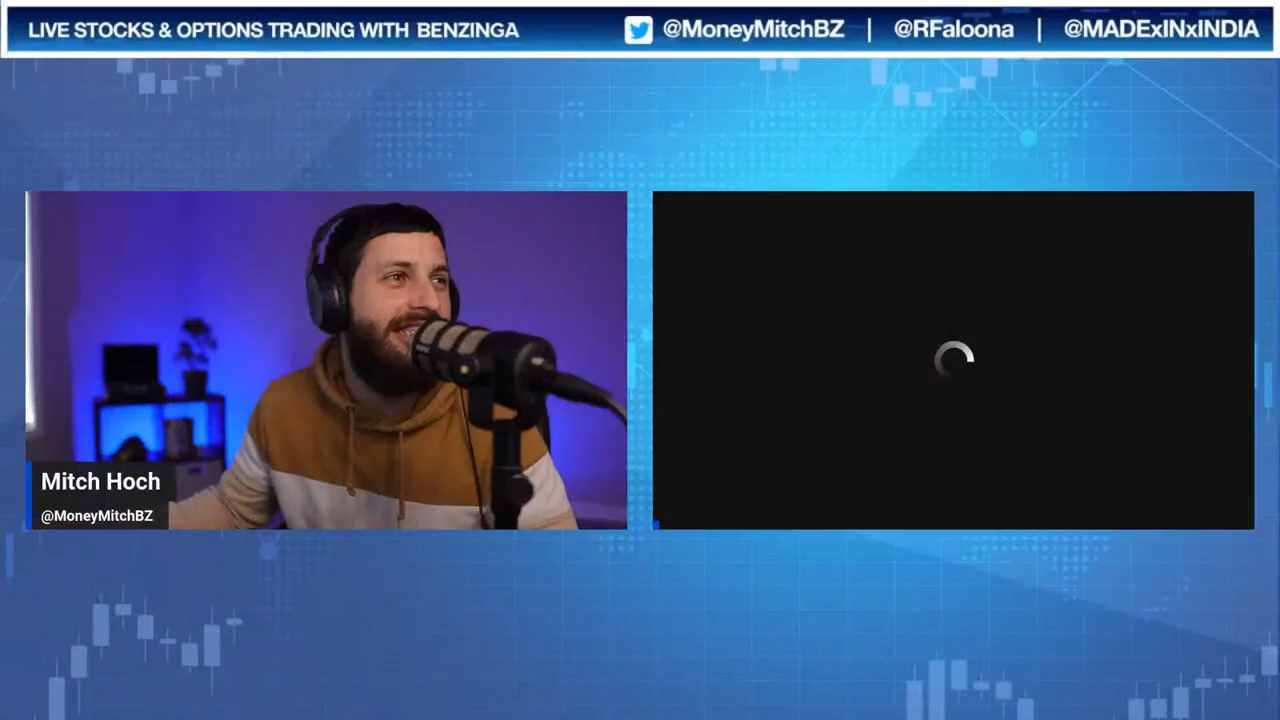 LIVE STOCKS & OPTIONS TRADING WITH BENZINGA
@MoneyMitchBZ | @RFaloona | @MADExINxINDIA
Mitch Hoch
@MoneyMitchBZ